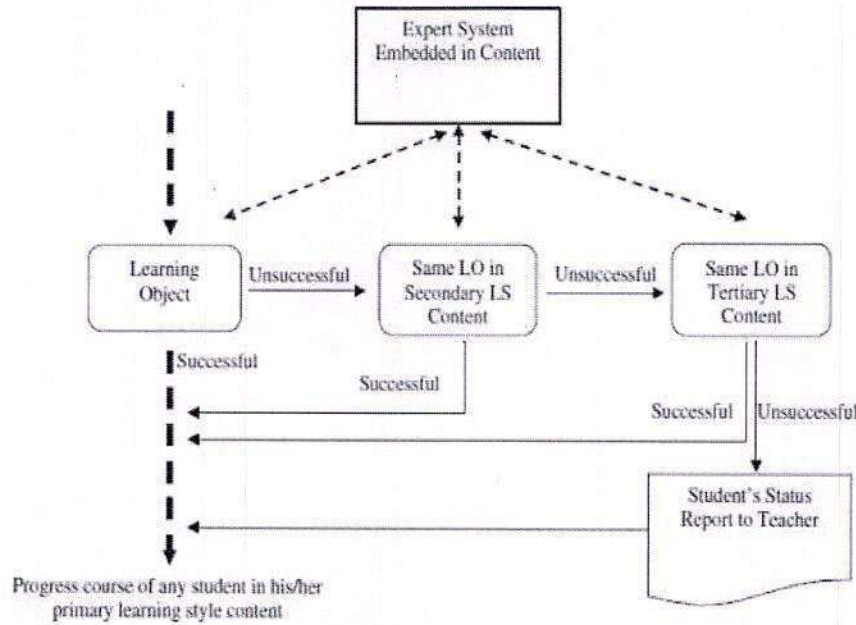 Expert System
Embedded in Content
Learning
Object
Unsuccessful
Same LO in
Secondary LS
Content
Unsuccessful
Same LO in
Tertiary LS
Content
Successful
Successful
Successful
Unsuccessful
Student's Status
Report to Teacher
Progress course of any student in his/her
primary learning style content